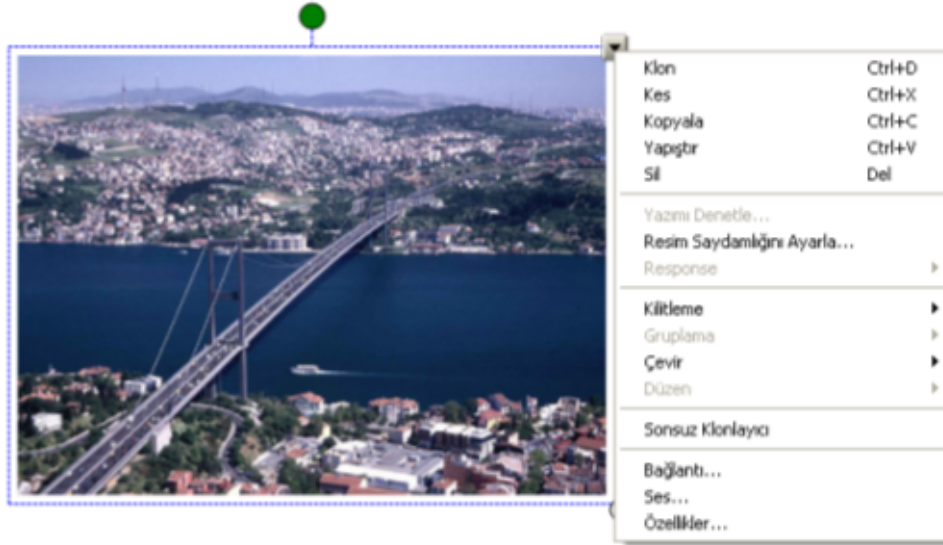 Klon Ctrl+D
Kes Ctrl+X
Kopyala Ctrl+C
Yapıştır Ctrl+V
Sil Del
Yazımı Denetle...
Resim Saydamlığını Ayarla...
Response
Kilitleme
Gruplama
Çevir
Düzen
Sonsuz Klonlayıcı
Bağlantı...
Ses...
Özellikler...